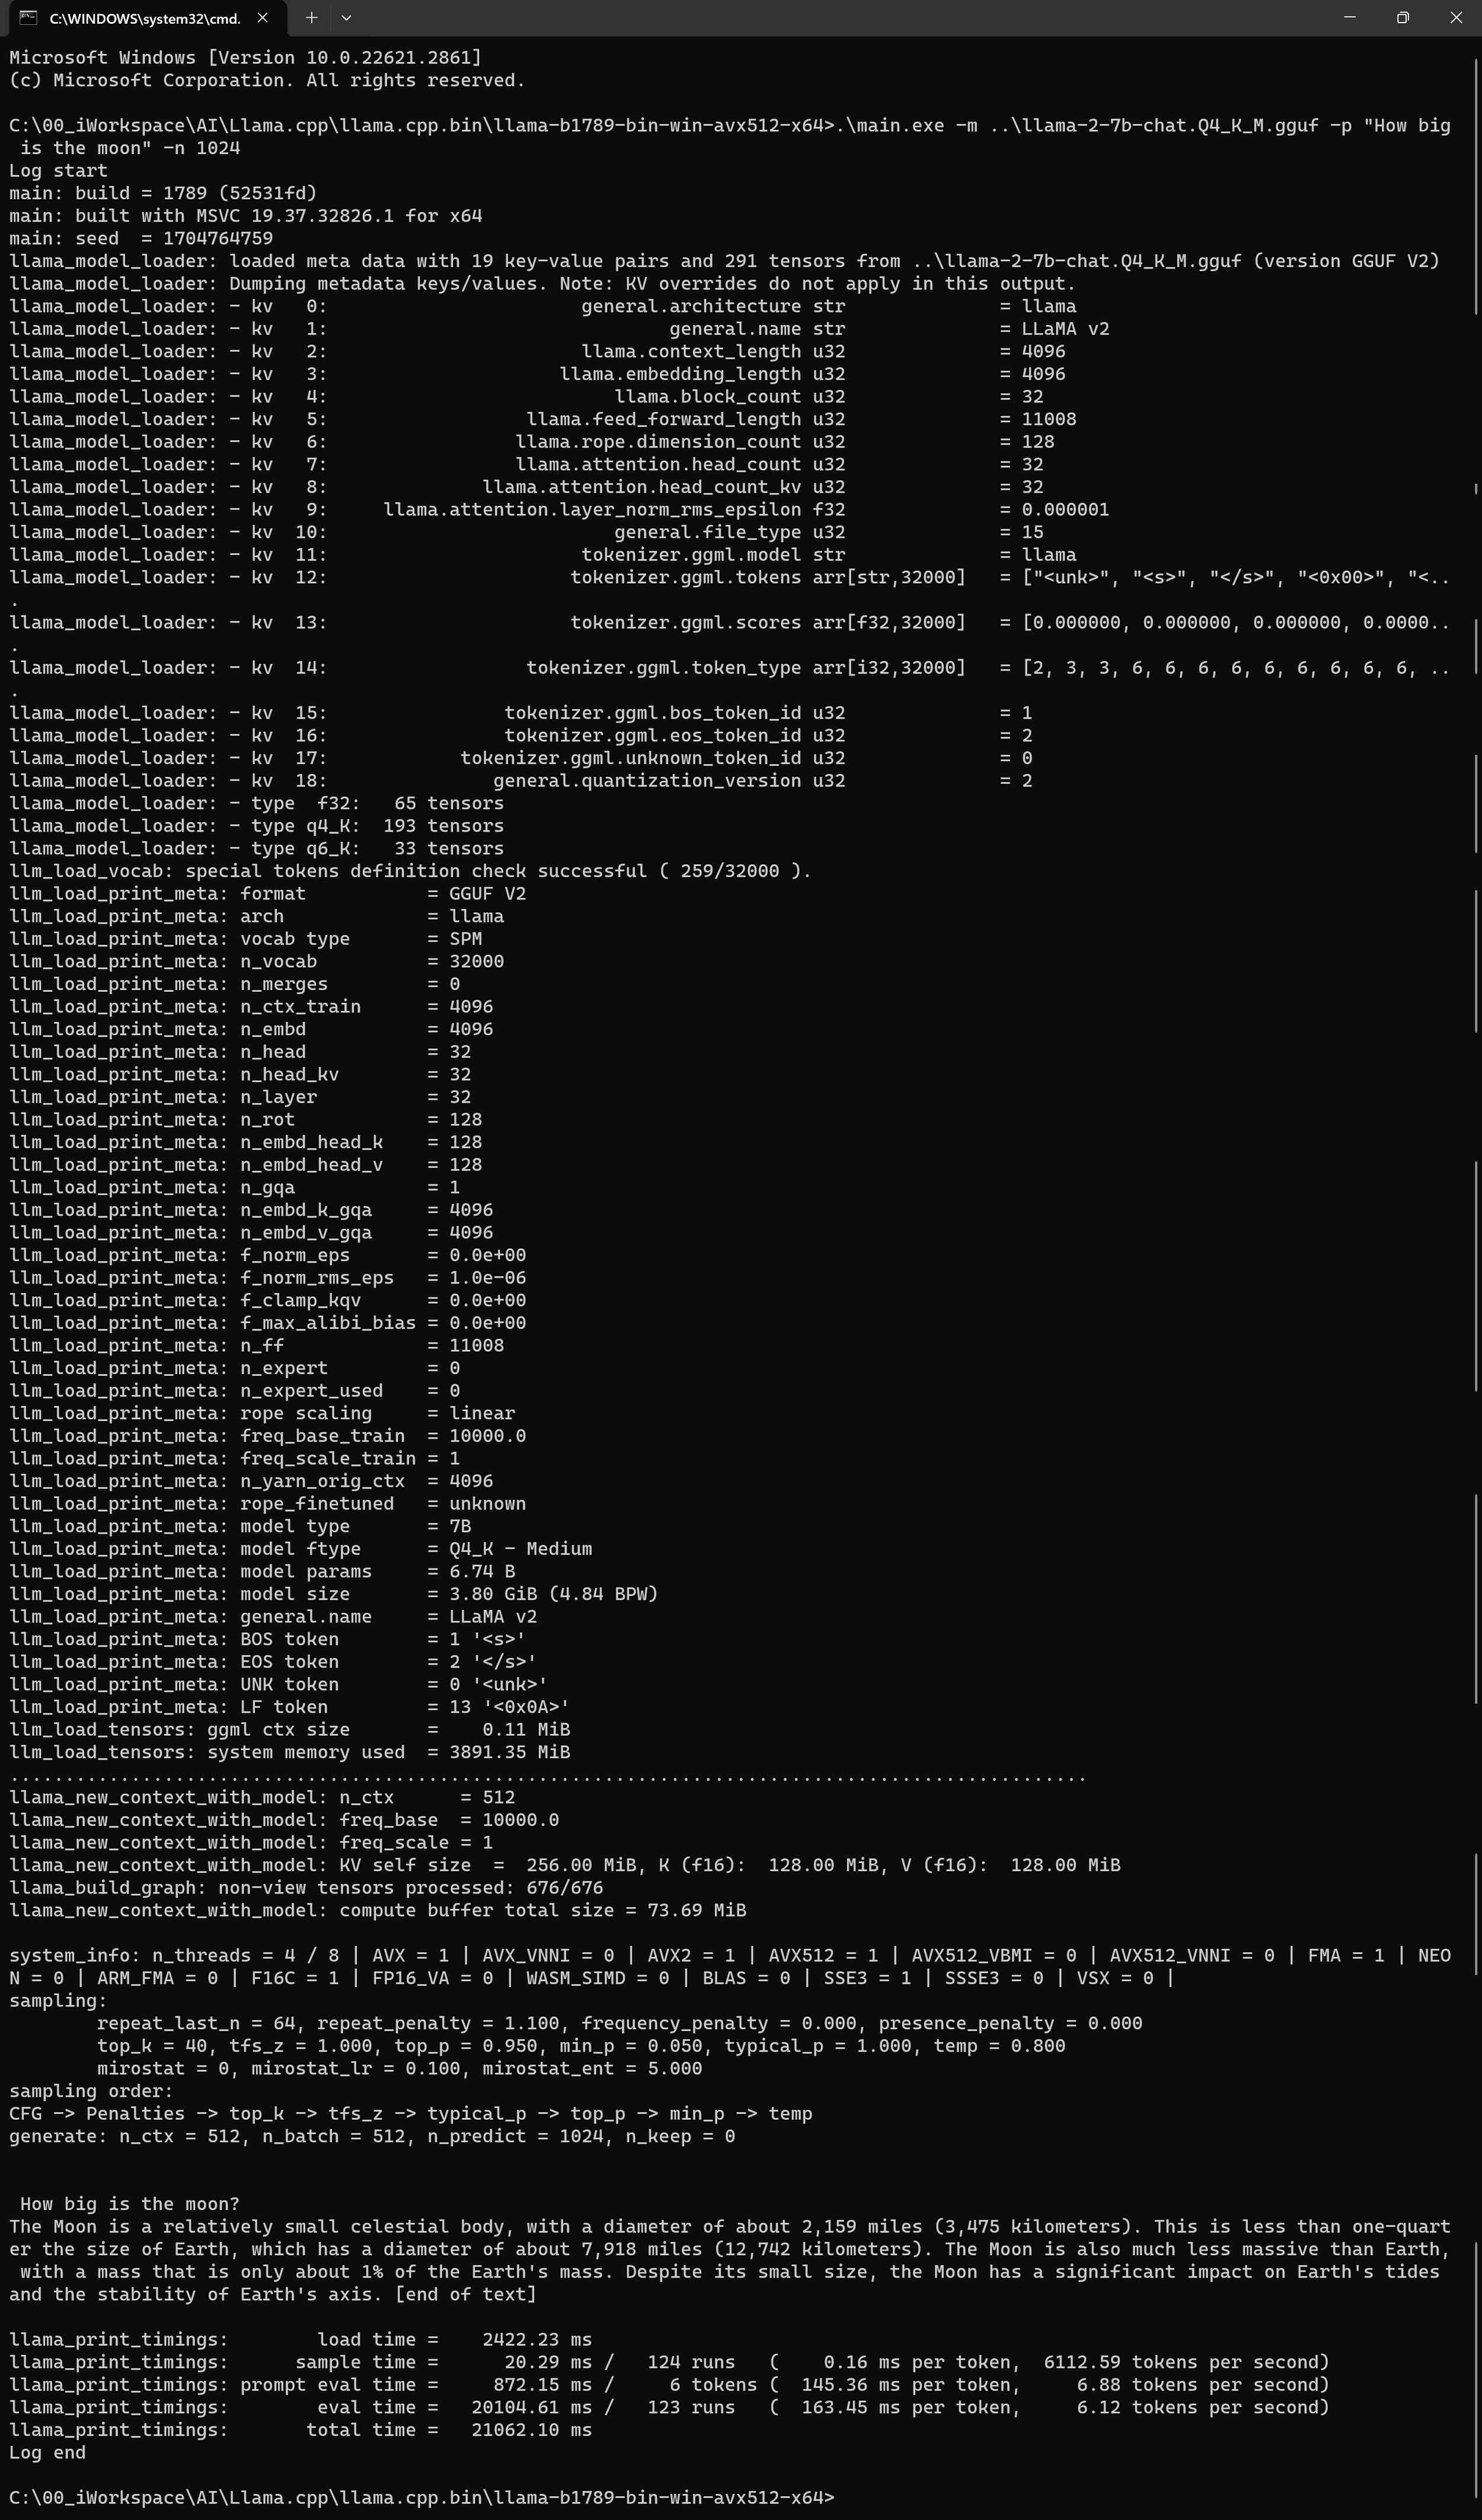 C:\WINDOWS\system32\cmd.
Microsoft Windows [Version 10.0.22621.2861]
(c) Microsoft Corporation. All rights reserved.
C:\00_iWorkspace\AI\Llama.cpp\llama.cpp.bin\llama-b1789-bin-win-avx512-x64>.\main.exe -m ..\llama-2-7b-chat.Q4_K_M.gguf -p "How big
is the moon" -n 1024
Log start
main: build = 1789 (52531fd)
main: built with MSVC 19.37.32826.1 for x64
main: seed  = 1704764759
llama_model_loader: loaded meta data with 19 key-value pairs and 291 tensors from ..\llama-2-7b-chat.Q4_K_M.gguf (version GGUF V2)
llama_model_loader: Dumping metadata keys/values. Note: KV overrides do not apply in this output.
llama_model_loader: - kv   0:                       general.architecture str              = llama
llama_model_loader: - kv   1:                               general.name str              = LLaMA v2
llama_model_loader: - kv   2:                       llama.context_length u32              = 4096
llama_model_loader: - kv   3:                     llama.embedding_length u32              = 4096
llama_model_loader: - kv   4:                          llama.block_count u32              = 32
llama_model_loader: - kv   5:                  llama.feed_forward_length u32              = 11008
llama_model_loader: - kv   6:                 llama.rope.dimension_count u32              = 128
llama_model_loader: - kv   7:                 llama.attention.head_count u32              = 32
llama_model_loader: - kv   8:              llama.attention.head_count_kv u32              = 32
llama_model_loader: - kv   9:     llama.attention.layer_norm_rms_epsilon f32              = 0.000001
llama_model_loader: - kv  10:                          general.file_type u32              = 15
llama_model_loader: - kv  11:                       tokenizer.ggml.model str              = llama
llama_model_loader: - kv  12:                      tokenizer.ggml.tokens arr[str,32000]   = ["<unk>", "<s>", "</s>", "<0x00>", "<..
.
llama_model_loader: - kv  13:                      tokenizer.ggml.scores arr[f32,32000]   = [0.000000, 0.000000, 0.000000, 0.0000..
.
llama_model_loader: - kv  14:                  tokenizer.ggml.token_type arr[i32,32000]   = [2, 3, 3, 6, 6, 6, 6, 6, 6, 6, 6, 6, ..
.
llama_model_loader: - kv  15:                tokenizer.ggml.bos_token_id u32              = 1
llama_model_loader: - kv  16:                tokenizer.ggml.eos_token_id u32              = 2
llama_model_loader: - kv  17:            tokenizer.ggml.unknown_token_id u32              = 0
llama_model_loader: - kv  18:               general.quantization_version u32              = 2
llama_model_loader: - type  f32:   65 tensors
llama_model_loader: - type q4_K:  193 tensors
llama_model_loader: - type q6_K:   33 tensors
llm_load_vocab: special tokens definition check successful ( 259/32000 ).
llm_load_print_meta: format           = GGUF V2
llm_load_print_meta: arch             = llama
llm_load_print_meta: vocab type       = SPM
llm_load_print_meta: n_vocab          = 32000
llm_load_print_meta: n_merges         = 0
llm_load_print_meta: n_ctx_train      = 4096
llm_load_print_meta: n_embd           = 4096
llm_load_print_meta: n_head           = 32
llm_load_print_meta: n_head_kv        = 32
llm_load_print_meta: n_layer          = 32
llm_load_print_meta: n_rot            = 128
llm_load_print_meta: n_embd_head_k    = 128
llm_load_print_meta: n_embd_head_v    = 128
llm_load_print_meta: n_gqa            = 1
llm_load_print_meta: n_embd_k_gqa     = 4096
llm_load_print_meta: n_embd_v_gqa     = 4096
llm_load_print_meta: f_norm_eps       = 0.0e+00
llm_load_print_meta: f_norm_rms_eps   = 1.0e-06
llm_load_print_meta: f_clamp_kqv      = 0.0e+00
llm_load_print_meta: f_max_alibi_bias = 0.0e+00
llm_load_print_meta: n_ff             = 11008
llm_load_print_meta: n_expert         = 0
llm_load_print_meta: n_expert_used    = 0
llm_load_print_meta: rope scaling     = linear
llm_load_print_meta: freq_base_train  = 10000.0
llm_load_print_meta: freq_scale_train = 1
llm_load_print_meta: n_yarn_orig_ctx  = 4096
llm_load_print_meta: rope_finetuned   = unknown
llm_load_print_meta: model type       = 7B
llm_load_print_meta: model ftype      = Q4_K - Medium
llm_load_print_meta: model params     = 6.74 B
llm_load_print_meta: model size       = 3.80 GiB (4.84 BPW)
llm_load_print_meta: general.name     = LLaMA v2
llm_load_print_meta: BOS token        = 1 '<s>'
llm_load_print_meta: EOS token        = 2 '</s>'
llm_load_print_meta: UNK token        = 0 '<unk>'
llm_load_print_meta: LF token         = 13 '<0x0A>'
llm_load_tensors: ggml ctx size       =    0.11 MiB
llm_load_tensors: system memory used  = 3891.35 MiB
..................................................................................................
llama_new_context_with_model: n_ctx      = 512
llama_new_context_with_model: freq_base  = 10000.0
llama_new_context_with_model: freq_scale = 1
llama_new_context_with_model: KV self size  =  256.00 MiB, K (f16):  128.00 MiB, V (f16):  128.00 MiB
llama_build_graph: non-view tensors processed: 676/676
llama_new_context_with_model: compute buffer total size = 73.69 MiB
system_info: n_threads = 4 / 8 | AVX = 1 | AVX_VNNI = 0 | AVX2 = 1 | AVX512 = 1 | AVX512_VBMI = 0 | AVX512_VNNI = 0 | FMA = 1 | NEO
N = 0 | ARM_FMA = 0 | F16C = 1 | FP16_VA = 0 | WASM_SIMD = 0 | BLAS = 0 | SSE3 = 1 | SSSE3 = 0 | VSX = 0 |
sampling:
repeat_last_n = 64, repeat_penalty = 1.100, frequency_penalty = 0.000, presence_penalty = 0.000
top_k = 40, tfs_z = 1.000, top_p = 0.950, min_p = 0.050, typical_p = 1.000, temp = 0.800
mirostat = 0, mirostat_lr = 0.100, mirostat_ent = 5.000
sampling order:
CFG -> Penalties -> top_k -> tfs_z -> typical_p -> top_p -> min_p -> temp
generate: n_ctx = 512, n_batch = 512, n_predict = 1024, n_keep = 0
How big is the moon?
The Moon is a relatively small celestial body, with a diameter of about 2,159 miles (3,475 kilometers). This is less than one-quart
er the size of Earth, which has a diameter of about 7,918 miles (12,742 kilometers). The Moon is also much less massive than Earth,
with a mass that is only about 1% of the Earth's mass. Despite its small size, the Moon has a significant impact on Earth's tides
and the stability of Earth's axis. [end of text]
llama_print_timings:        load time =    2422.23 ms
llama_print_timings:      sample time =      20.29 ms /   124 runs   (    0.16 ms per token,  6112.59 tokens per second)
llama_print_timings: prompt eval time =     872.15 ms /     6 tokens (  145.36 ms per token,     6.88 tokens per second)
llama_print_timings:        eval time =   20104.61 ms /   123 runs   (  163.45 ms per token,     6.12 tokens per second)
llama_print_timings:       total time =   21062.10 ms
Log end
C:\00_iWorkspace\AI\Llama.cpp\llama.cpp.bin\llama-b1789-bin-win-avx512-x64>